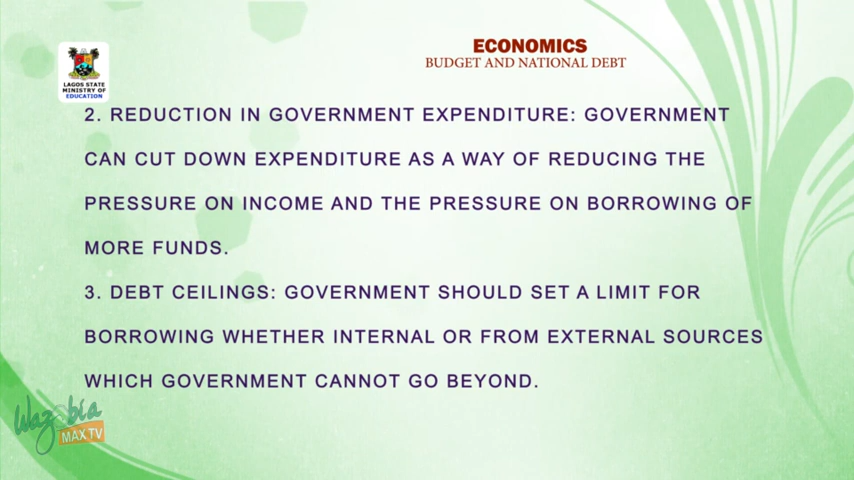 ECONOMICS
BUDGET AND NATIONAL DEBT
LAGOS STATE
MINISTRY OF
EDUCATION
2. REDUCTION IN GOVERNMENT EXPENDITURE: GOVERNMENT
CAN CUT DOWN EXPENDITURE AS A WAY OF REDUCING THE
PRESSURE ON INCOME AND THE PRESSURE ON BORROWING OF
MORE FUNDS.
3. DEBT CEILINGS: GOVERNMENT SHOULD SET A LIMIT FOR
BORROWING WHETHER INTERNAL OR FROM EXTERNAL SOURCES
WHICH GOVERNMENT CANNOT GO BEYOND.
Wazobia
MAX TV